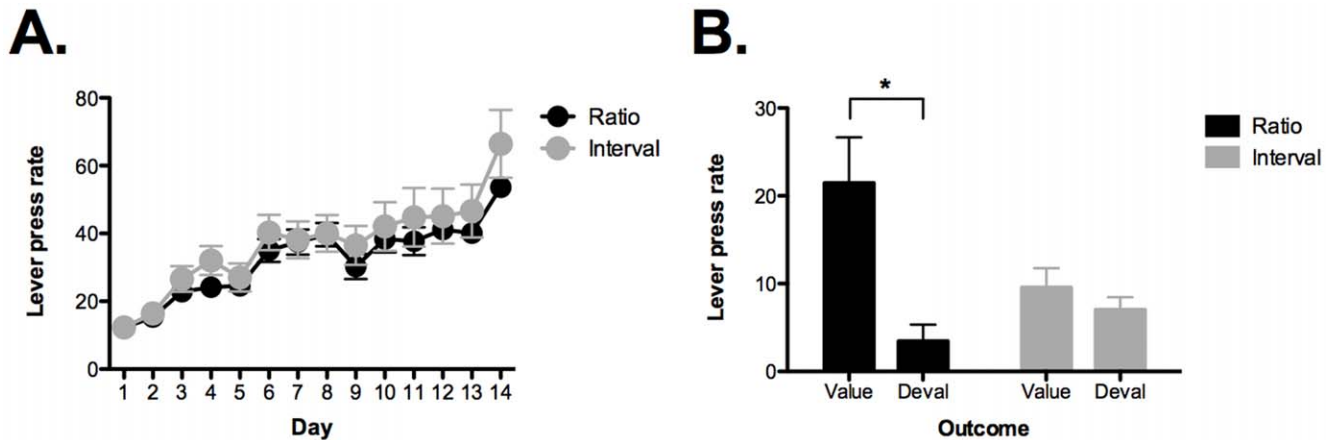 A.
Lever press rate
80
60
40
20
0
1 2 3 4 5 6 7 8 9 10 11 12 13 14
Day
Ratio
Interval
B.
Lever press rate
30
20
10
0
*
Value Deval Value Deval
Outcome
Ratio
Interval